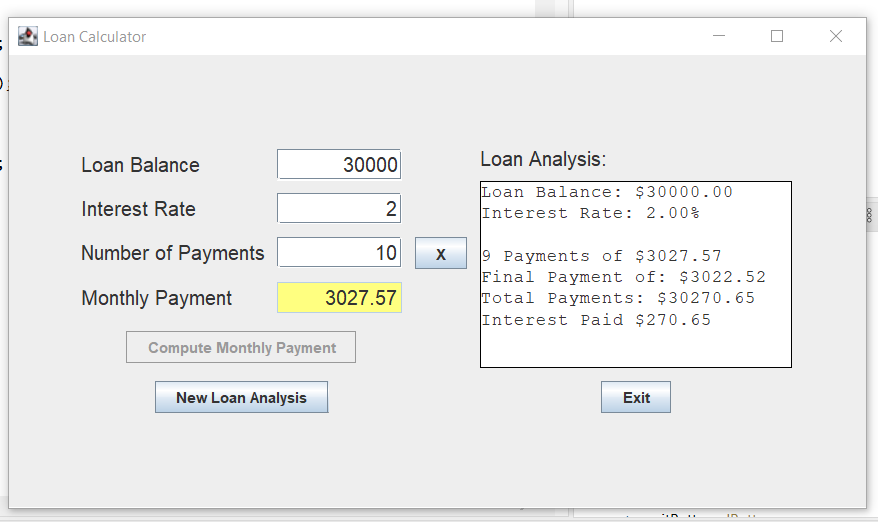 Loan Calculator
Loan Balance 30000
Interest Rate 2
Number of Payments 10 X
Monthly Payment 3027.57
Compute Monthly Payment
New Loan Analysis
Loan Analysis:
Loan Balance: $30000.00
Interest Rate: 2.00%
9 Payments of $3027.57
Final Payment of: $3022.52
Total Payments: $30270.65
Interest Paid $270.65
Exit